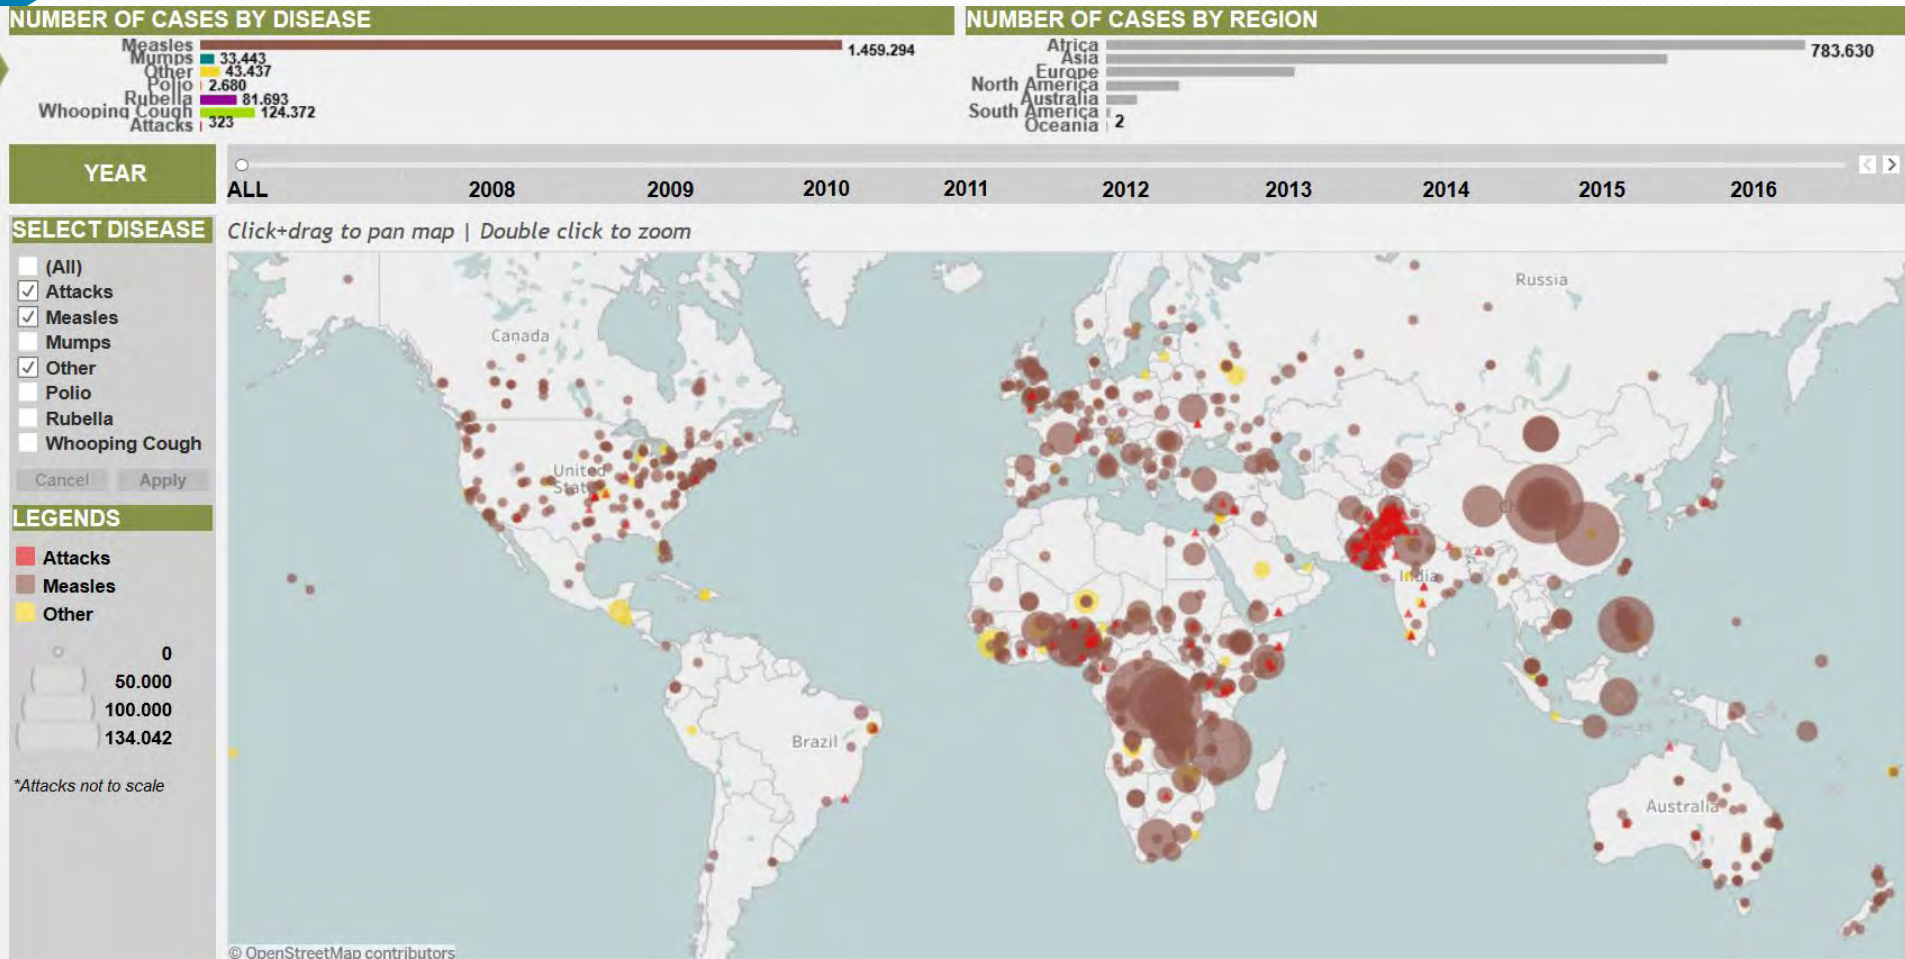 NUMBER OF CASES BY DISEASE
Measles 1.459.294
Mumps 33.443
Other 43.437
Polio 2.680
Rubella 81.693
Whooping Cough 124.372
Attacks 323
NUMBER OF CASES BY REGION
Africa 783.630
Asia
Europe
North America
Australia
South America
Oceania 2
YEAR
ALL 2008 2009 2010 2011 2012 2013 2014 2015 2016
SELECT DISEASE
(All)
Attacks
Measles
Mumps
Other
Polio
Rubella
Whooping Cough
Cancel Apply
LEGENDS
Attacks
Measles
Other
0
50.000
100.000
134.042
*Attacks not to scale
Click+drag to pan map | Double click to zoom
Russia
Canada
United
States
India
Brazil
Australia
© OpenStreetMap contributors